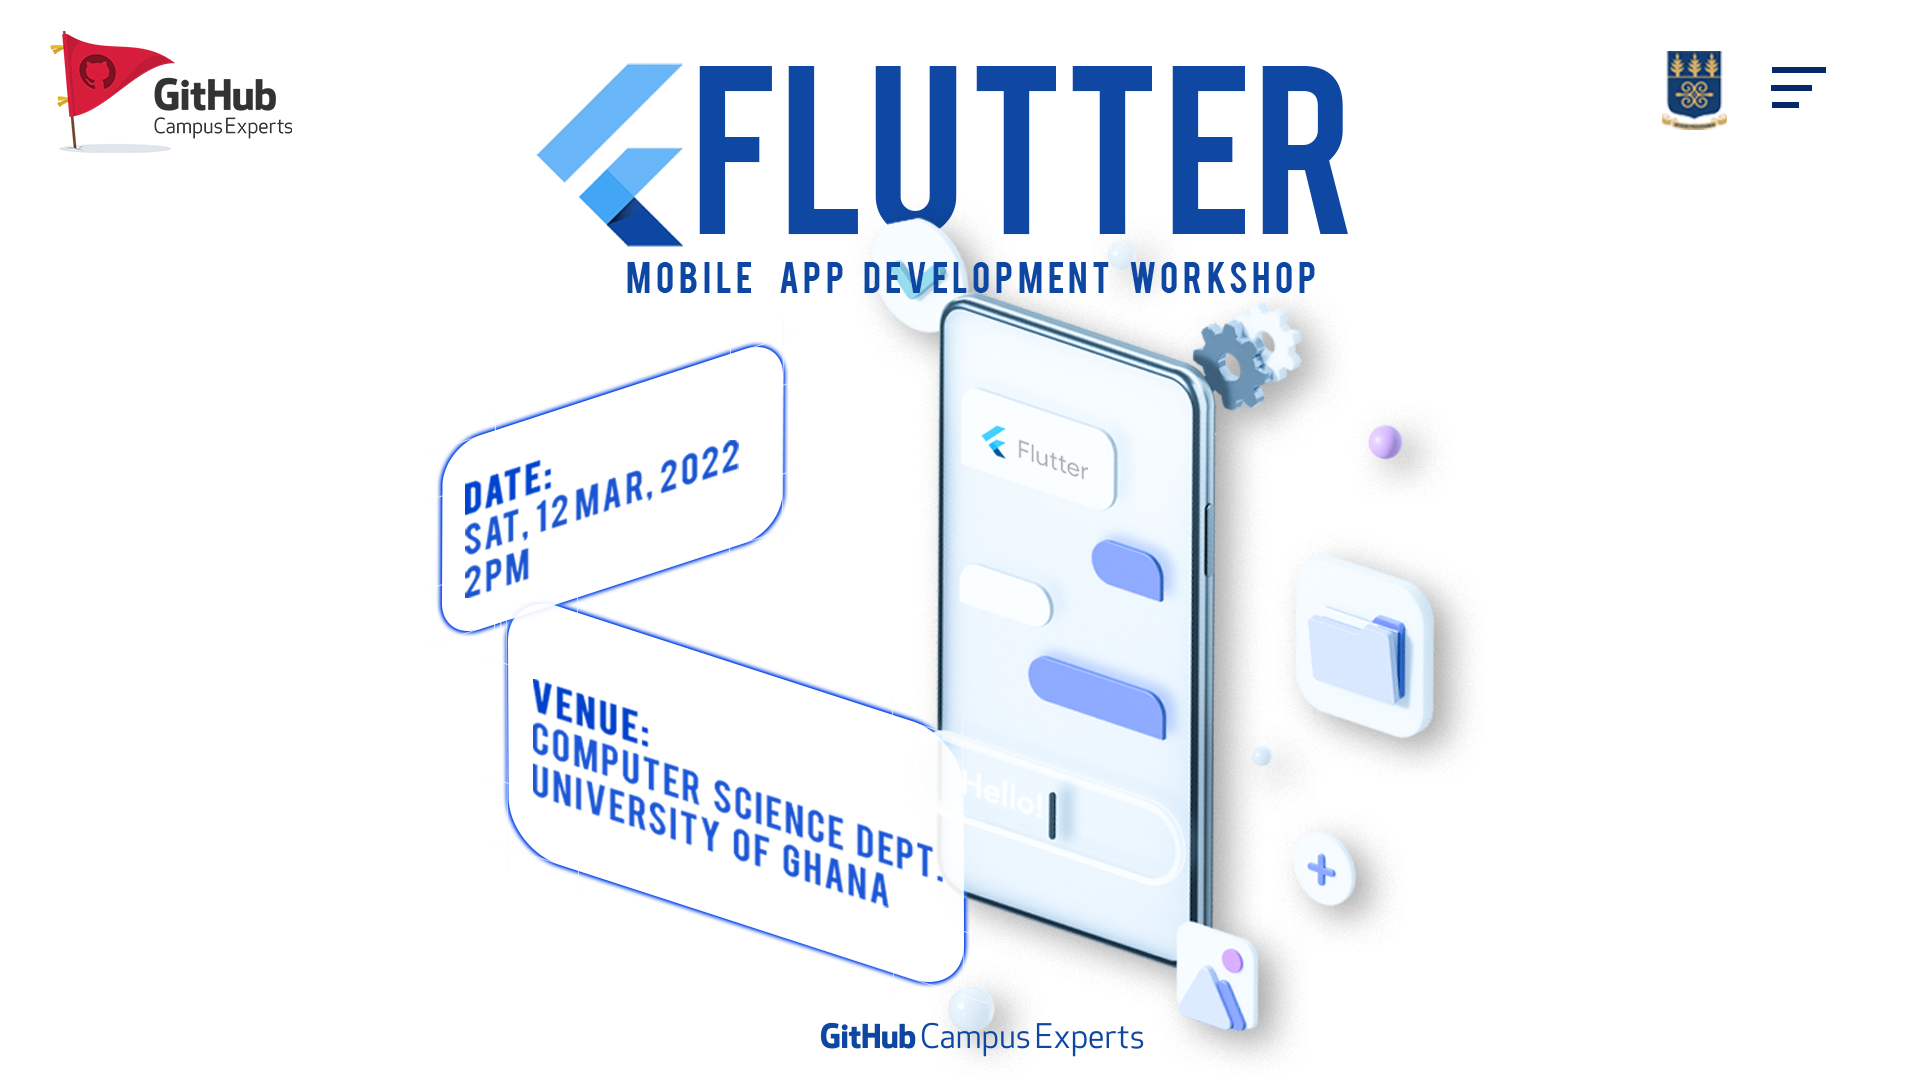 GitHub
Campus Experts
FLUTTER
MOBILE APP DEVELOPMENT WORKSHOP
DATE:
SAT, 12 MAR, 2022
2PM
Flutter
VENUE:
COMPUTER SCIENCE DEPT.
UNIVERSITY OF GHANA
Hello!
GitHub Campus Experts